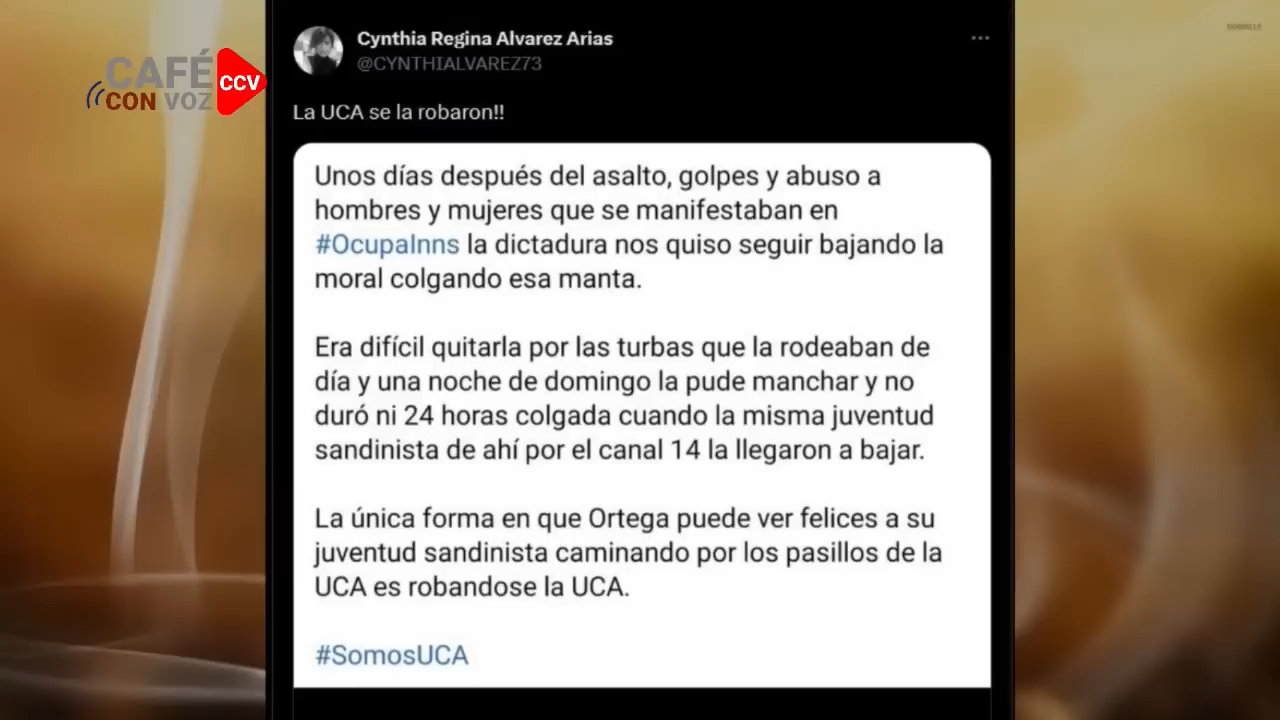 CAFÉ
CON VOZ
CCV
Cynthia Regina Alvarez Arias
@CYNTHIALVAREZ73
La UCA se la robaron!!
Unos días después del asalto, golpes y abuso a
hombres y mujeres que se manifestaban en
#OcupaInns la dictadura nos quiso seguir bajando la
moral colgando esa manta.
Era difícil quitarla por las turbas que la rodeaban de
día y una noche de domingo la pude manchar y no
duró ni 24 horas colgada cuando la misma juventud
sandinista de ahí por el canal 14 la llegaron a bajar.
La única forma en que Ortega puede ver felices a su
juventud sandinista caminando por los pasillos de la
UCA es robandose la UCA.
#SomosUCA